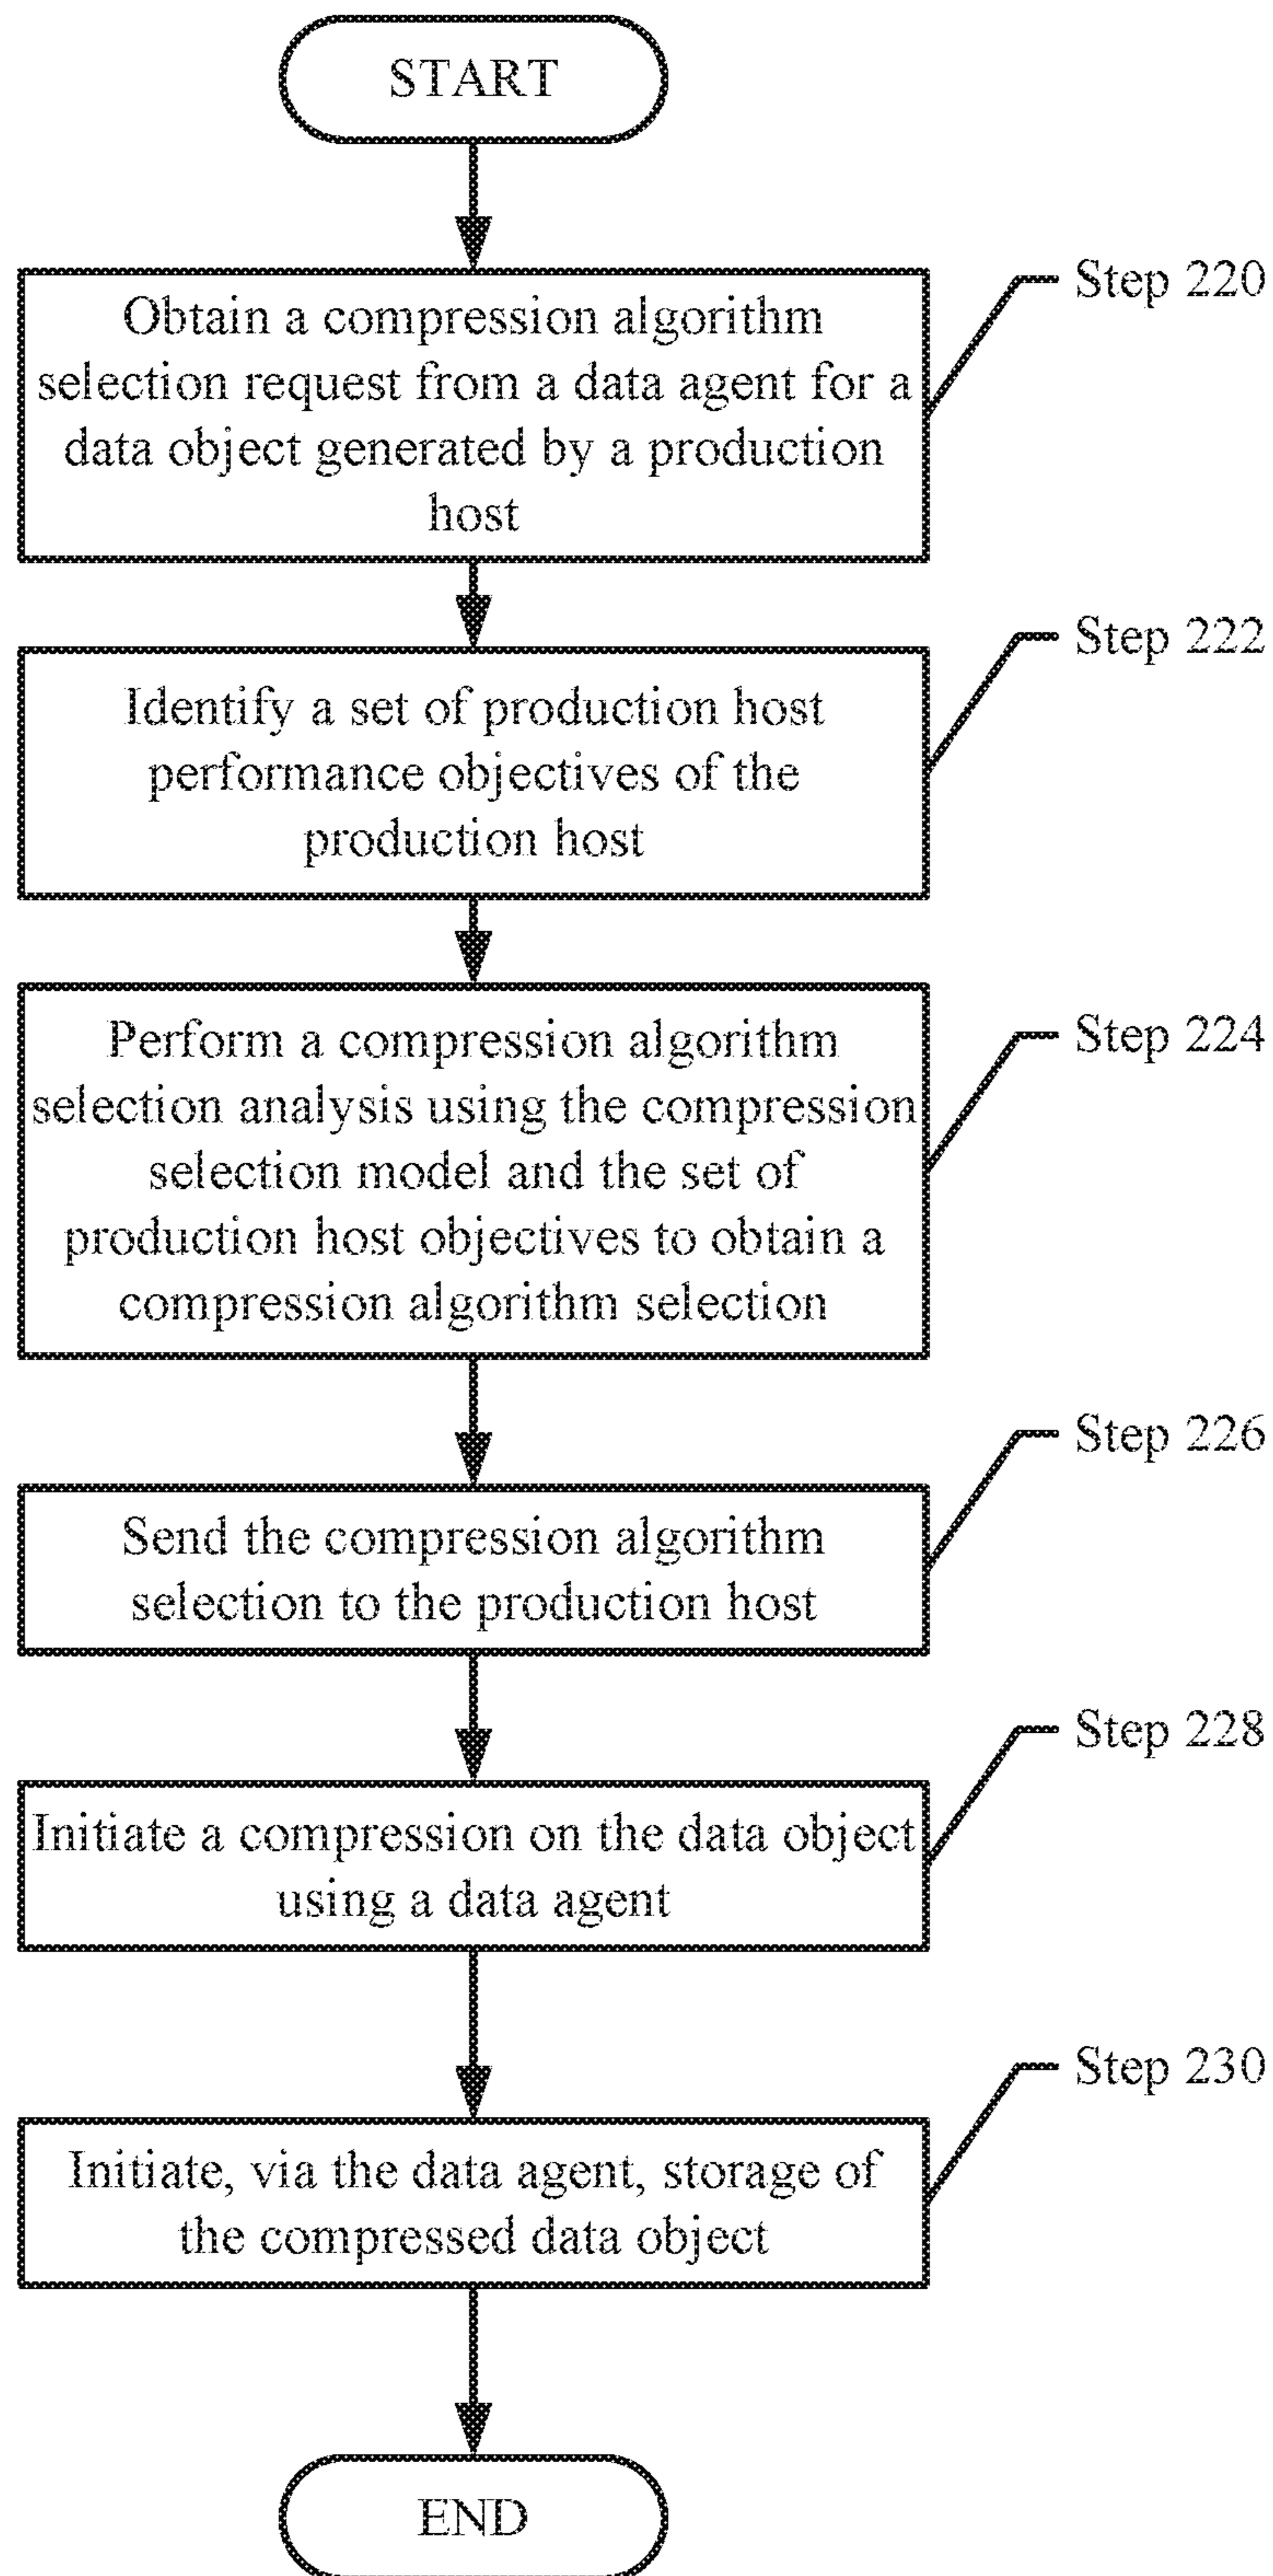 START
Step 220
Obtain a compression algorithm
selection request from a data agent for a
data object generated by a production
host
Step 222
Identify a set of production host
performance objectives of the
production host
Step 224
Perform a compression algorithm
selection analysis using the compression
selection model and the set of
production host objectives to obtain a
compression algorithm selection
Step 226
Send the compression algorithm
selection to the production host
Step 228
Initiate a compression on the data object
using a data agent
Step 230
Initiate, via the data agent, storage of
the compressed data object
END